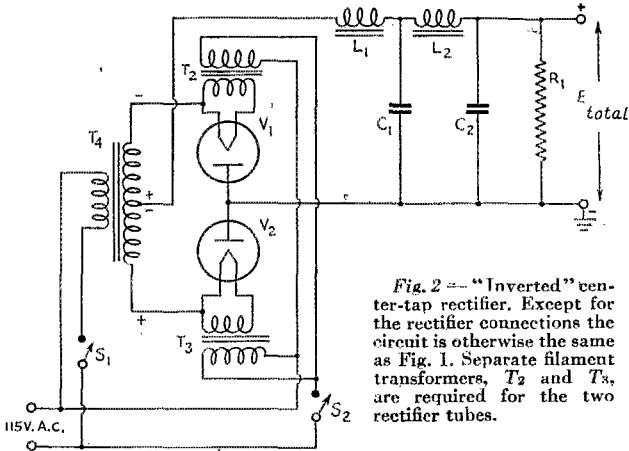 +
L₁
L₂
T₂
-
V₁
R₁
E total
C₁
C₂
T₄
+
-
V₂
-
+
T₃
S₁
S₂
115V. A.C.
Fig. 2 — "Inverted" cen-
ter-tap rectifier. Except for
the rectifier connections the
circuit is otherwise the same
as Fig. 1. Separate filament
transformers, T₂ and T₃,
are required for the two
rectifier tubes.